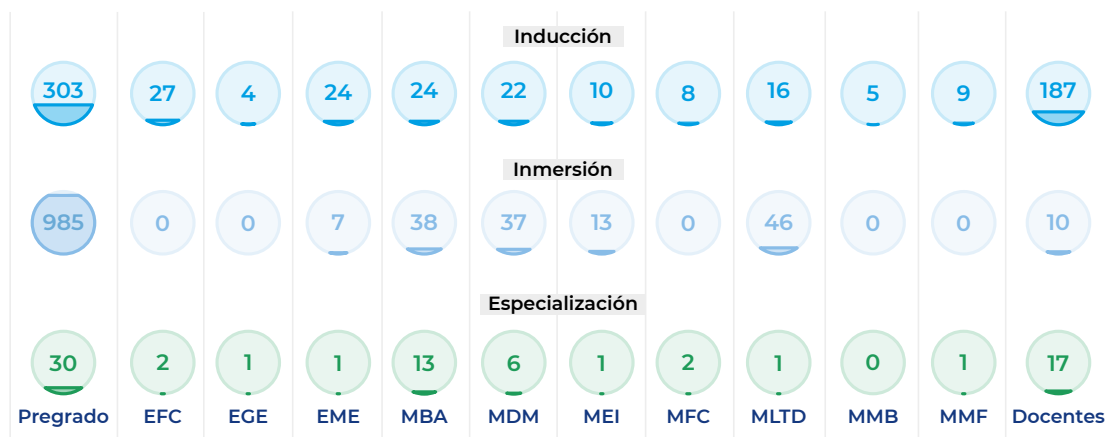 Inducción
303 27 4 24 24 22 10 8 16 5 9 187
Inmersión
985 0 0 7 38 37 13 0 46 0 0 10
Especialización
30 2 1 1 13 6 1 2 1 0 1 17
Pregrado EFC EGE EME MBA MDM MEI MFC MLTD MMB MMF Docentes